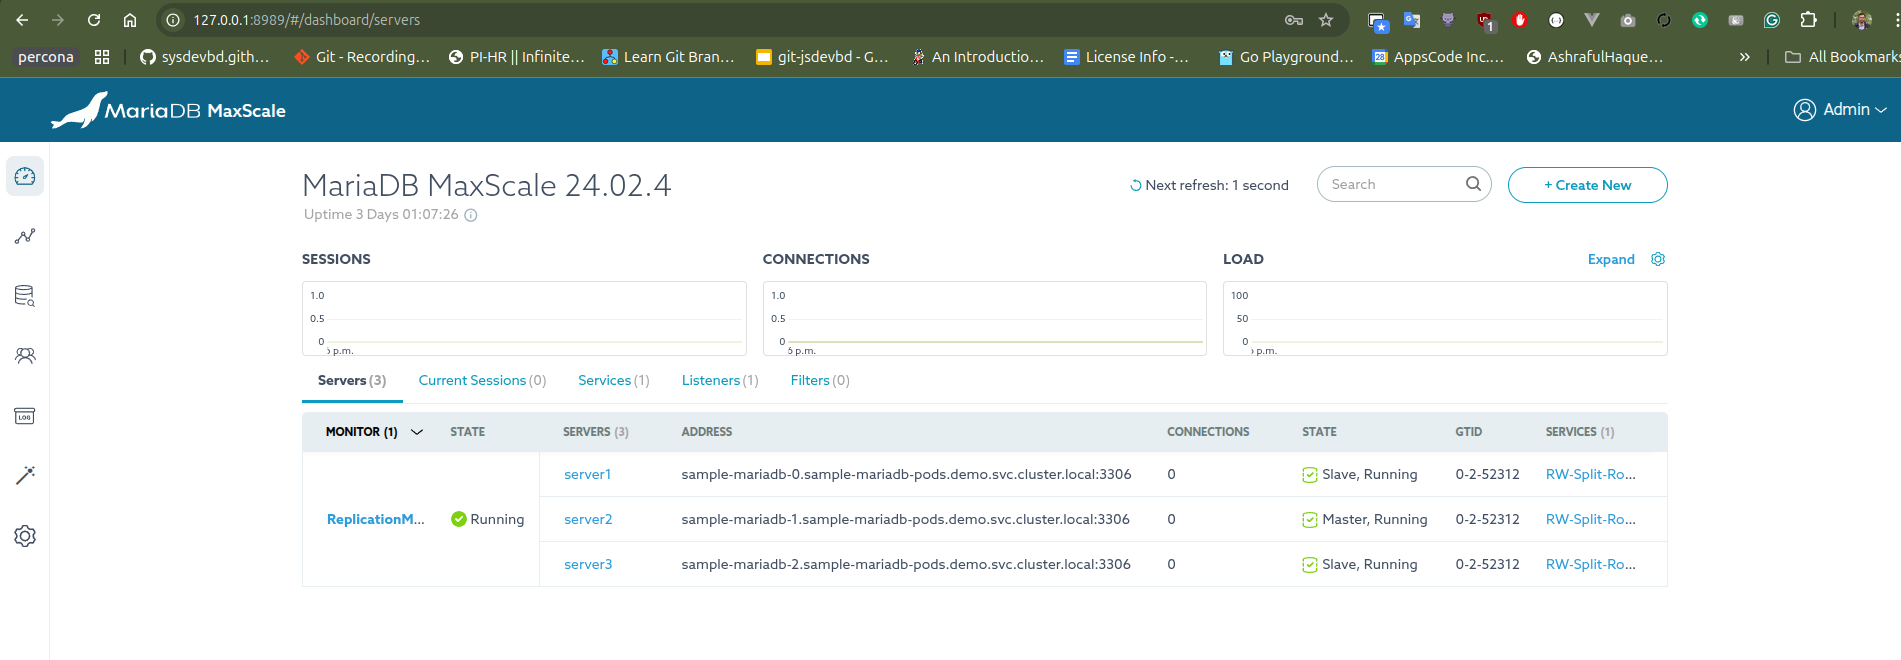 127.0.0.1:8989/#/dashboard/servers
percona sysdevbd.gith... Git - Recording... PI-HR || Infinite... Learn Git Bran... git-jsdevbd - G... An Introductio... License Info -... Go Playground... AppsCode Inc.... AshrafulHaque... » All Bookmarks
MariaDB MaxScale Admin
MariaDB MaxScale 24.02.4 Next refresh: 1 second Search + Create New
Uptime 3 Days 01:07:26
SESSIONS CONNECTIONS LOAD Expand
1.0 1.0 100
0.5 0.5 50
0 0 0
p.m. 6 p.m. p.m.
Servers (3) Current Sessions (0) Services (1) Listeners (1) Filters (0)
MONITOR (1) STATE SERVERS (3) ADDRESS CONNECTIONS STATE GTID SERVICES (1)
server1 sample-mariadb-0.sample-mariadb-pods.demo.svc.cluster.local:3306 0 Slave, Running 0-2-52312 RW-Split-Ro...
ReplicationM... Running server2 sample-mariadb-1.sample-mariadb-pods.demo.svc.cluster.local:3306 0 Master, Running 0-2-52312 RW-Split-Ro...
server3 sample-mariadb-2.sample-mariadb-pods.demo.svc.cluster.local:3306 0 Slave, Running 0-2-52312 RW-Split-Ro...
LOG